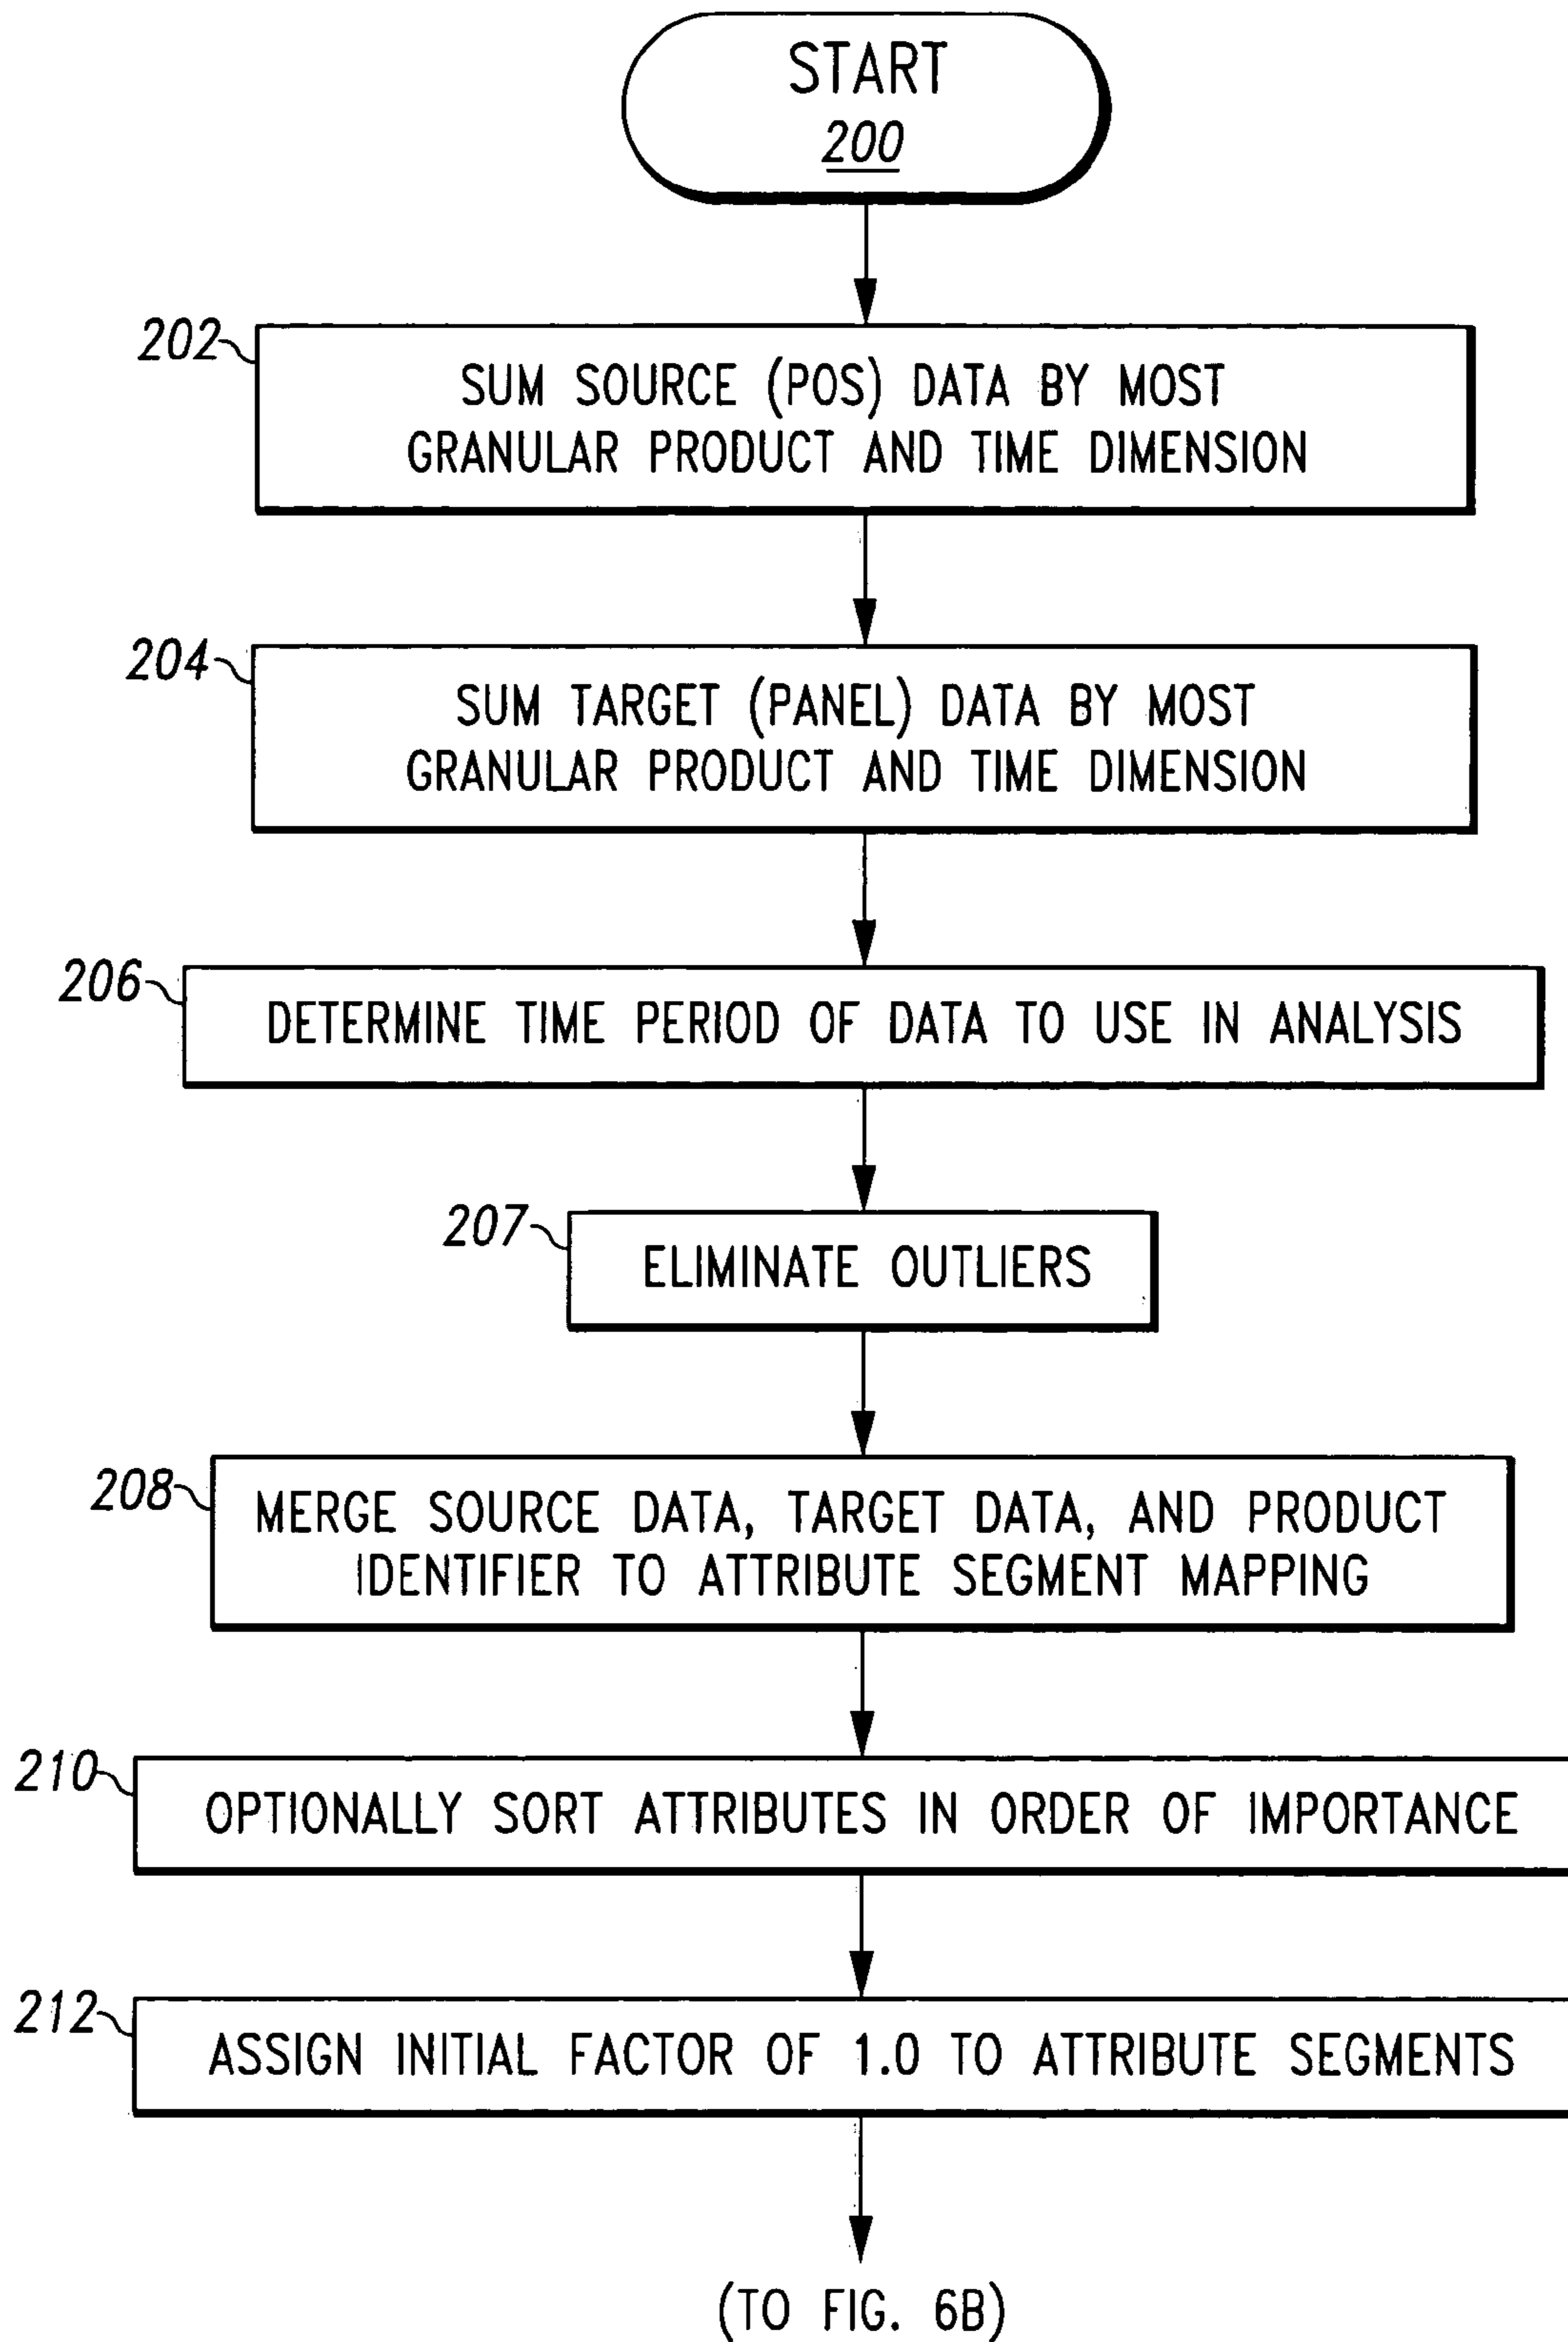 START
200
202
SUM SOURCE (POS) DATA BY MOST
GRANULAR PRODUCT AND TIME DIMENSION
204
SUM TARGET (PANEL) DATA BY MOST
GRANULAR PRODUCT AND TIME DIMENSION
206
DETERMINE TIME PERIOD OF DATA TO USE IN ANALYSIS
207
ELIMINATE OUTLIERS
208
MERGE SOURCE DATA, TARGET DATA, AND PRODUCT
IDENTIFIER TO ATTRIBUTE SEGMENT MAPPING
210
OPTIONALLY SORT ATTRIBUTES IN ORDER OF IMPORTANCE
212
ASSIGN INITIAL FACTOR OF 1.0 TO ATTRIBUTE SEGMENTS
(TO FIG. 6B)